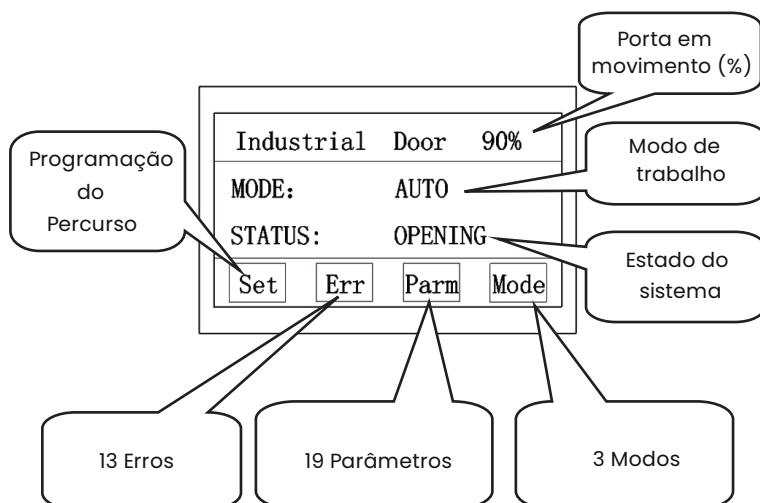 Porta em
movimento (%)
Industrial Door 90%
Programação
do
Percurso
MODE: AUTO
Modo de
trabalho
STATUS: OPENING
Estado do
sistema
Set Err Parm Mode
13 Erros
19 Parâmetros
3 Modos